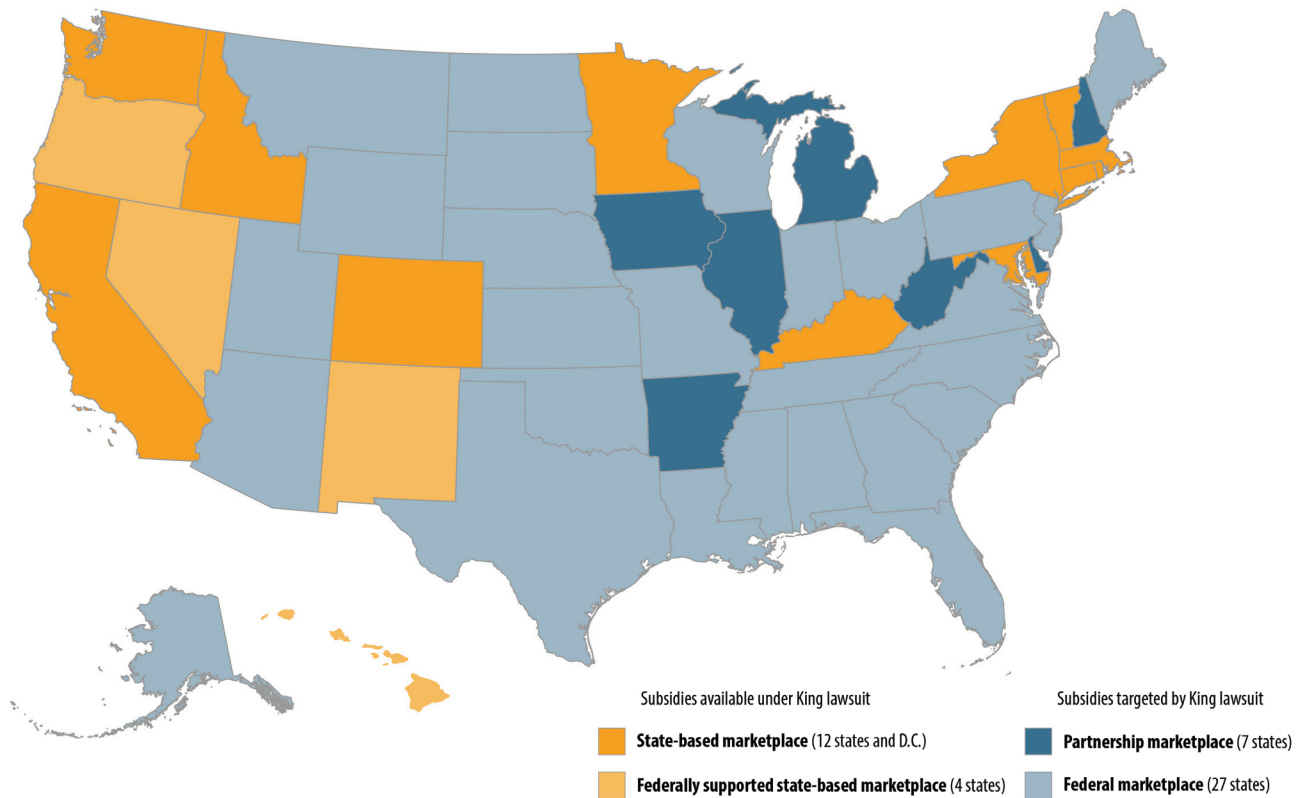 Subsidies available under King lawsuit
State-based marketplace (12 states and D.C.)
Federally supported state-based marketplace (4 states)
Subsidies targeted by King lawsuit
Partnership marketplace (7 states)
Federal marketplace (27 states)